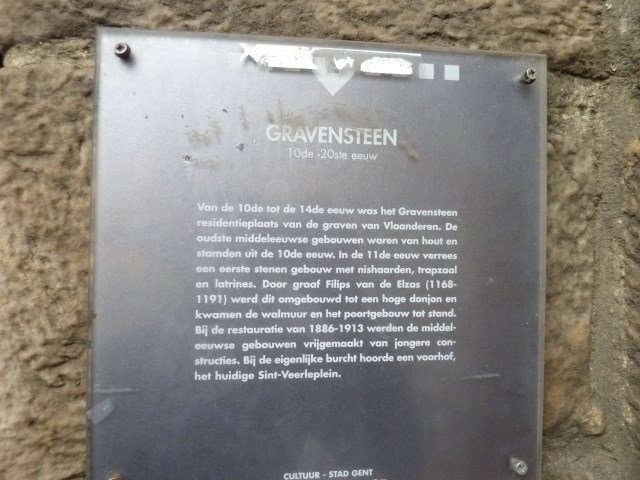 GRAVENSTEEN
10de -20ste eeuw
Van de 10de tot de 14de eeuw was het Gravensteen
residentieplaats van de graven van Vlaanderen. De
oudste middeleeuwse gebouwen waren van hout en
stamden uit de 10de eeuw. In de 11de eeuw verrees
een eerste stenen gebouw met nishaarden, trapzaal
en latrines. Door graaf Filips van de Elzas (1168-
1191) werd dit omgebouwd tot een hoge donjon en
kwamen de walmuur en het poortgebouw tot stand.
Bij de restauratie van 1886-1913 werden de middel-
eeuwse gebouwen vrijgemaakt van jongere con-
structies. Bij de eigenlijke burcht hoorde een voorhof,
het huidige Sint-Veerleplein.
CULTUUR - STAD GENT